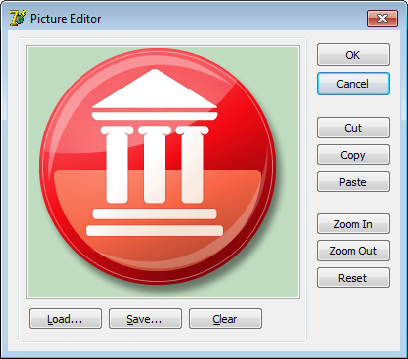 Picture Editor
OK
Cancel
Cut
Copy
Paste
Zoom In
Zoom Out
Reset
Load...
Save...
Clear